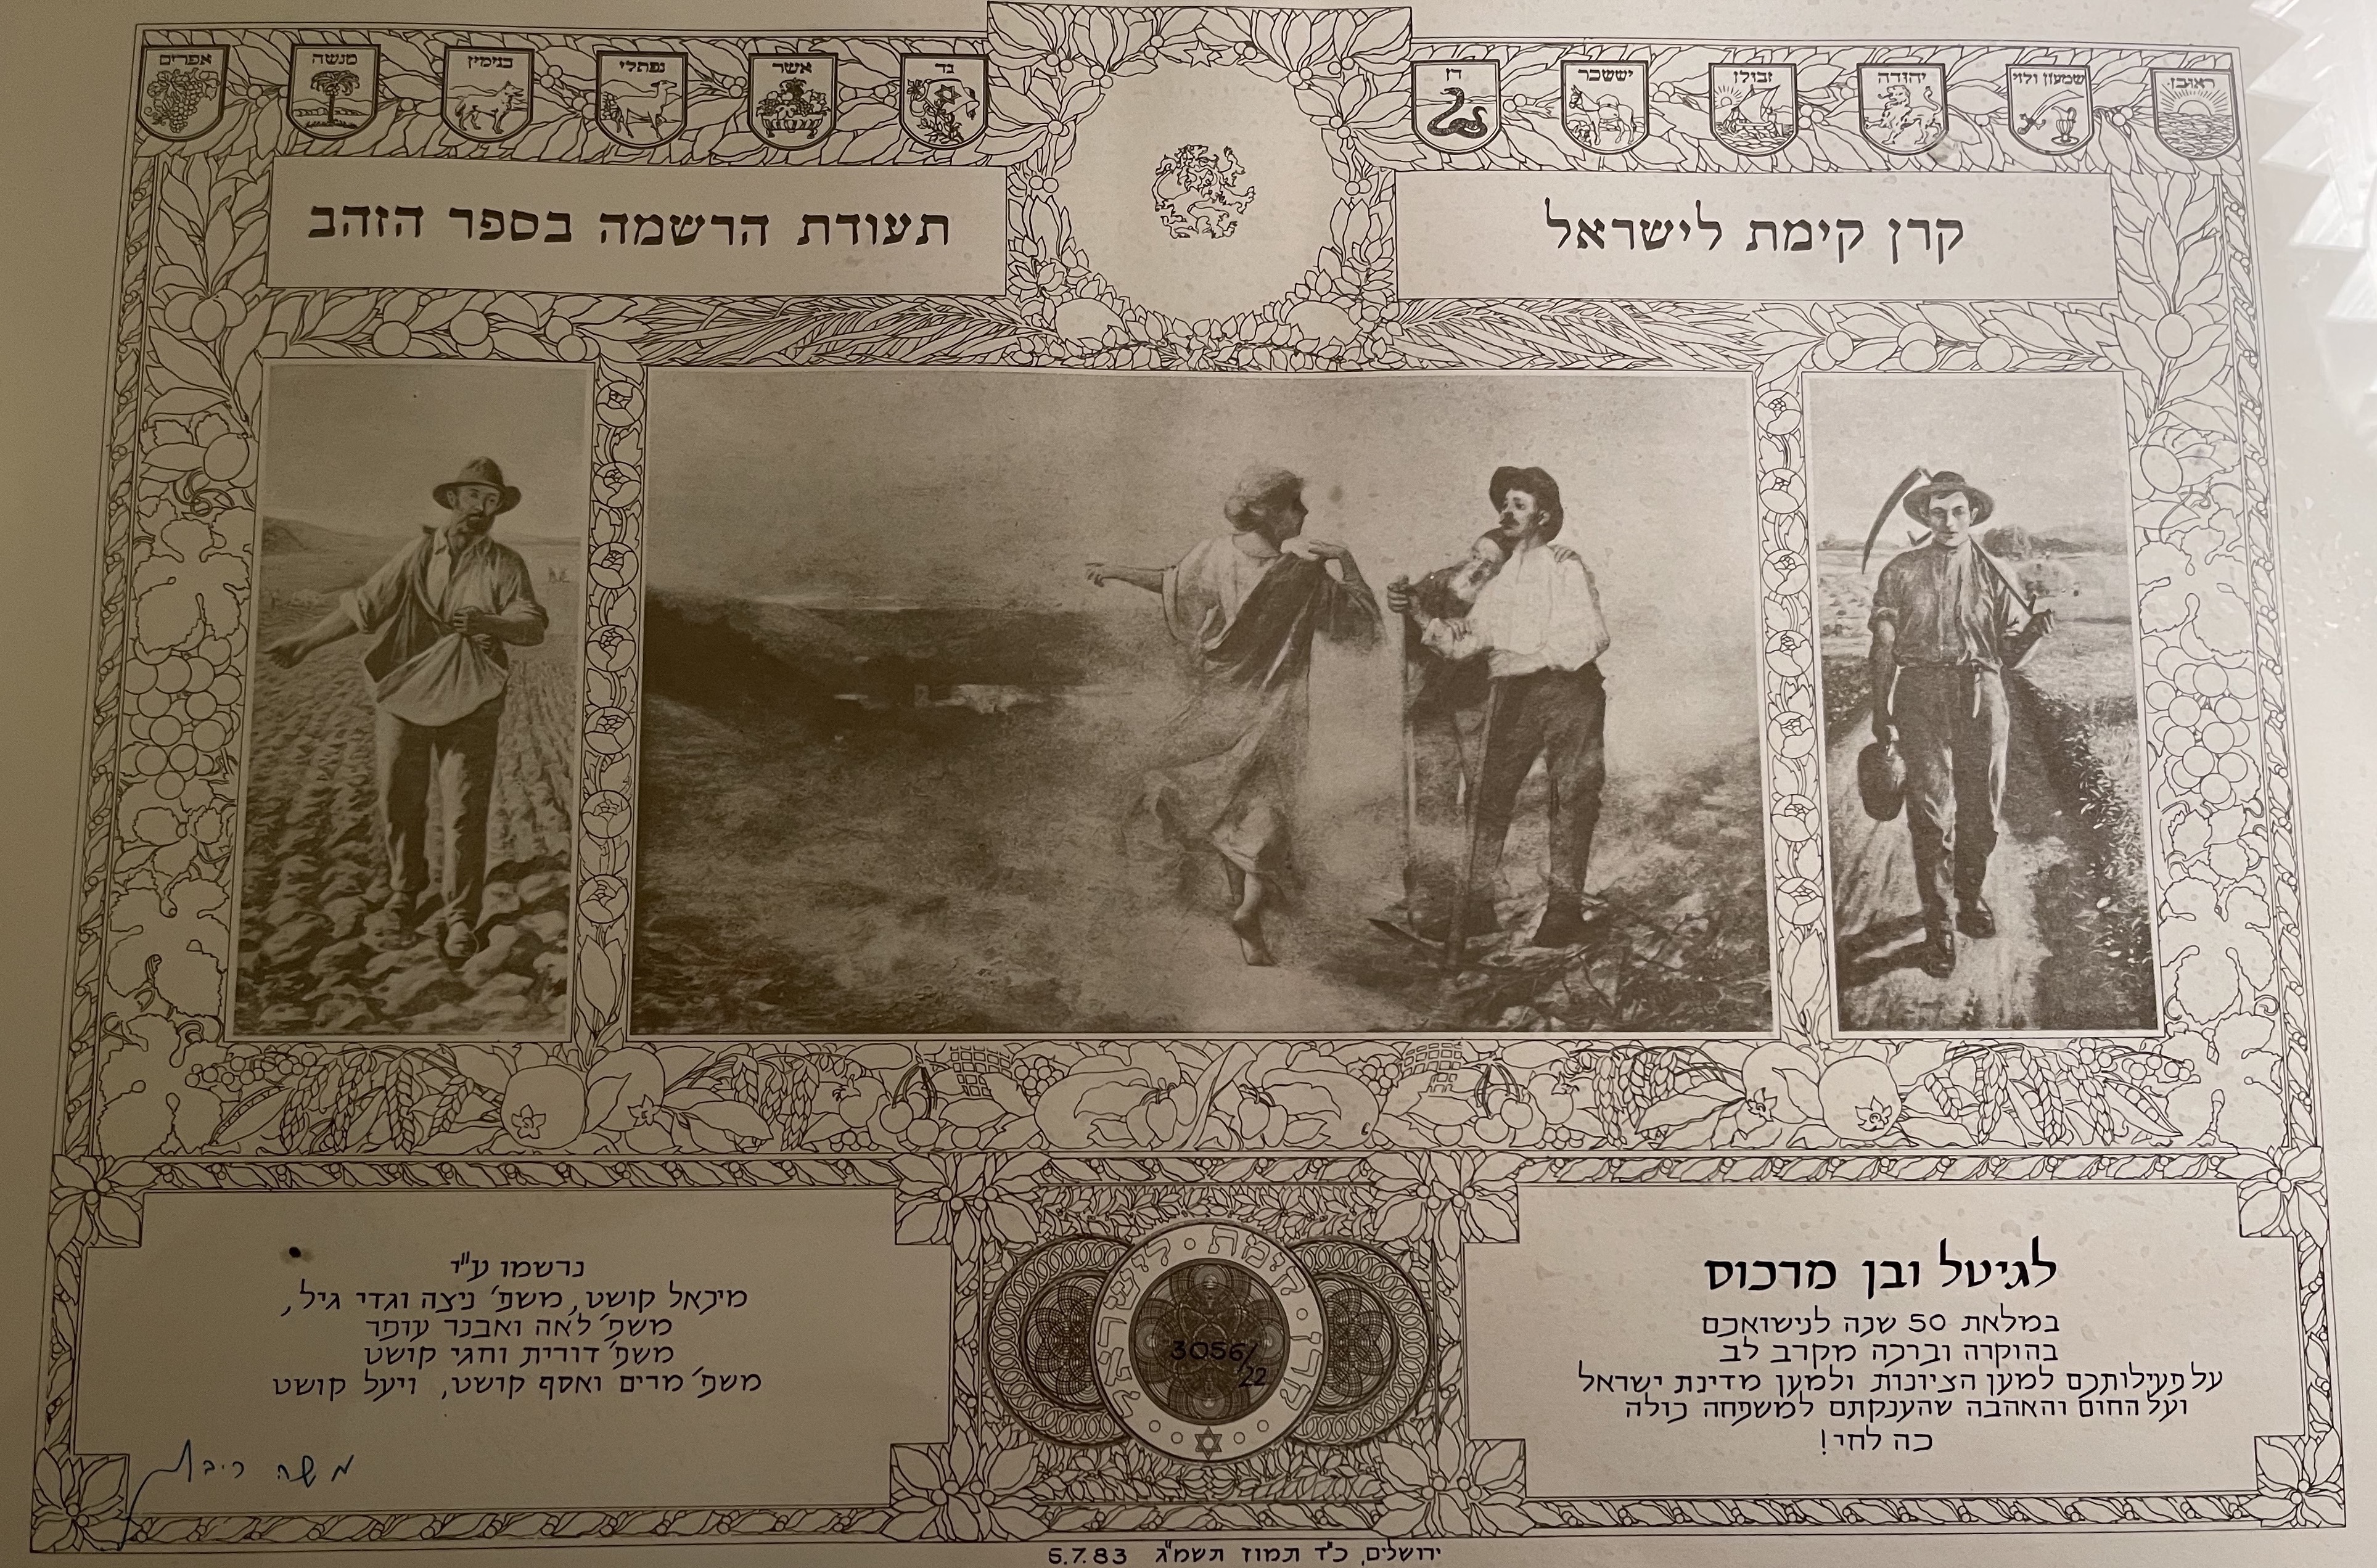 ראובן
שמעון ולוי
יהודה
זבולן
יששכר
דן
גד
אשר
נפתלי
בנימין
מנשה
אפרים
קרן קימת לישראל
תעודת הרשמה בספר הזהב
לגיטל ובן מרכוס
במלאת 50 שנה לנישואכם
בהוקרה וברכה מקרב לב
על פעילותכם למען הציונות ולמען מדינת ישראל
ועל החום והאהבה שהענקתם למשפחה כולה
כה לחי!
קרן קימת לישראל
3056/
22
נרשמו ע"י
מיכאל קושט, משפ' ניצה וגדי גיל,
משפ' לאה ואבנר עופר
משפ' דורית וחגי קושט
משפ' מרים ואסף קושט, ויעל קושט
משה ריבלין
ירושלים, כ"ד תמוז תשמ"ג 5.7.83